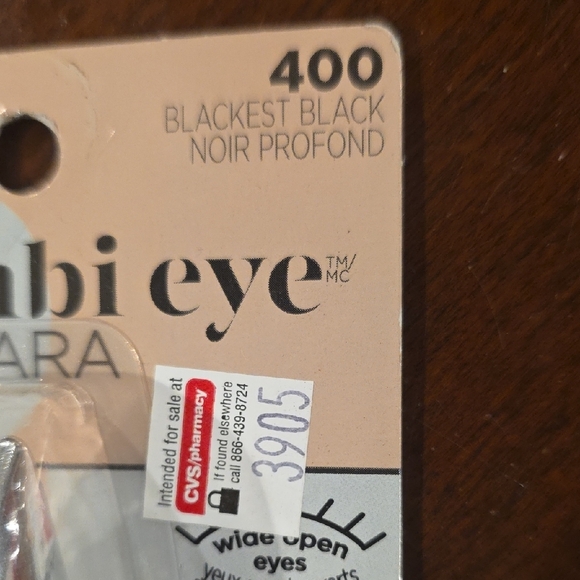 400
BLACKEST BLACK
NOIR PROFOND
bi eye TM/
MC
ARA
Intended for sale at
CVS/pharmacy
If found elsewhere
call 866-439-8724
3905
wide open
eyes